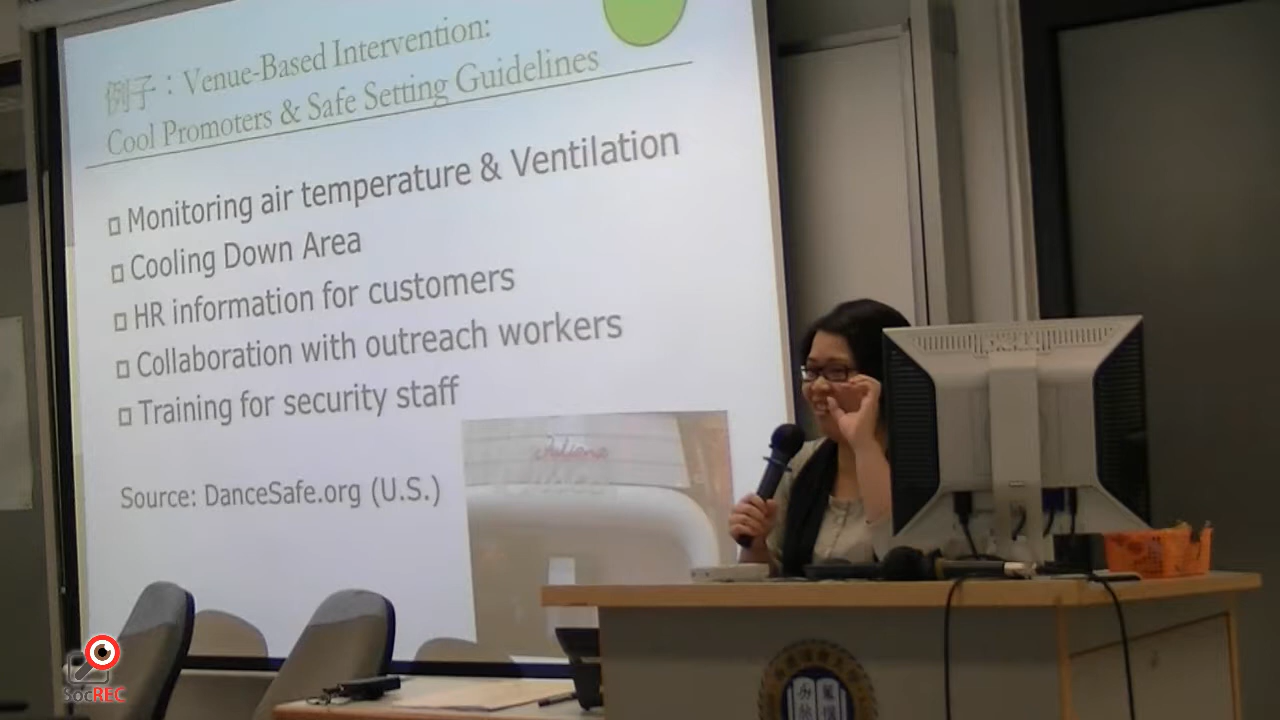 例子：Venue-Based Intervention:
Cool Promoters & Safe Setting Guidelines
Monitoring air temperature & Ventilation
Cooling Down Area
HR information for customers
Collaboration with outreach workers
Training for security staff
Juliana
Source: DanceSafe.org (U.S.)
SocREC